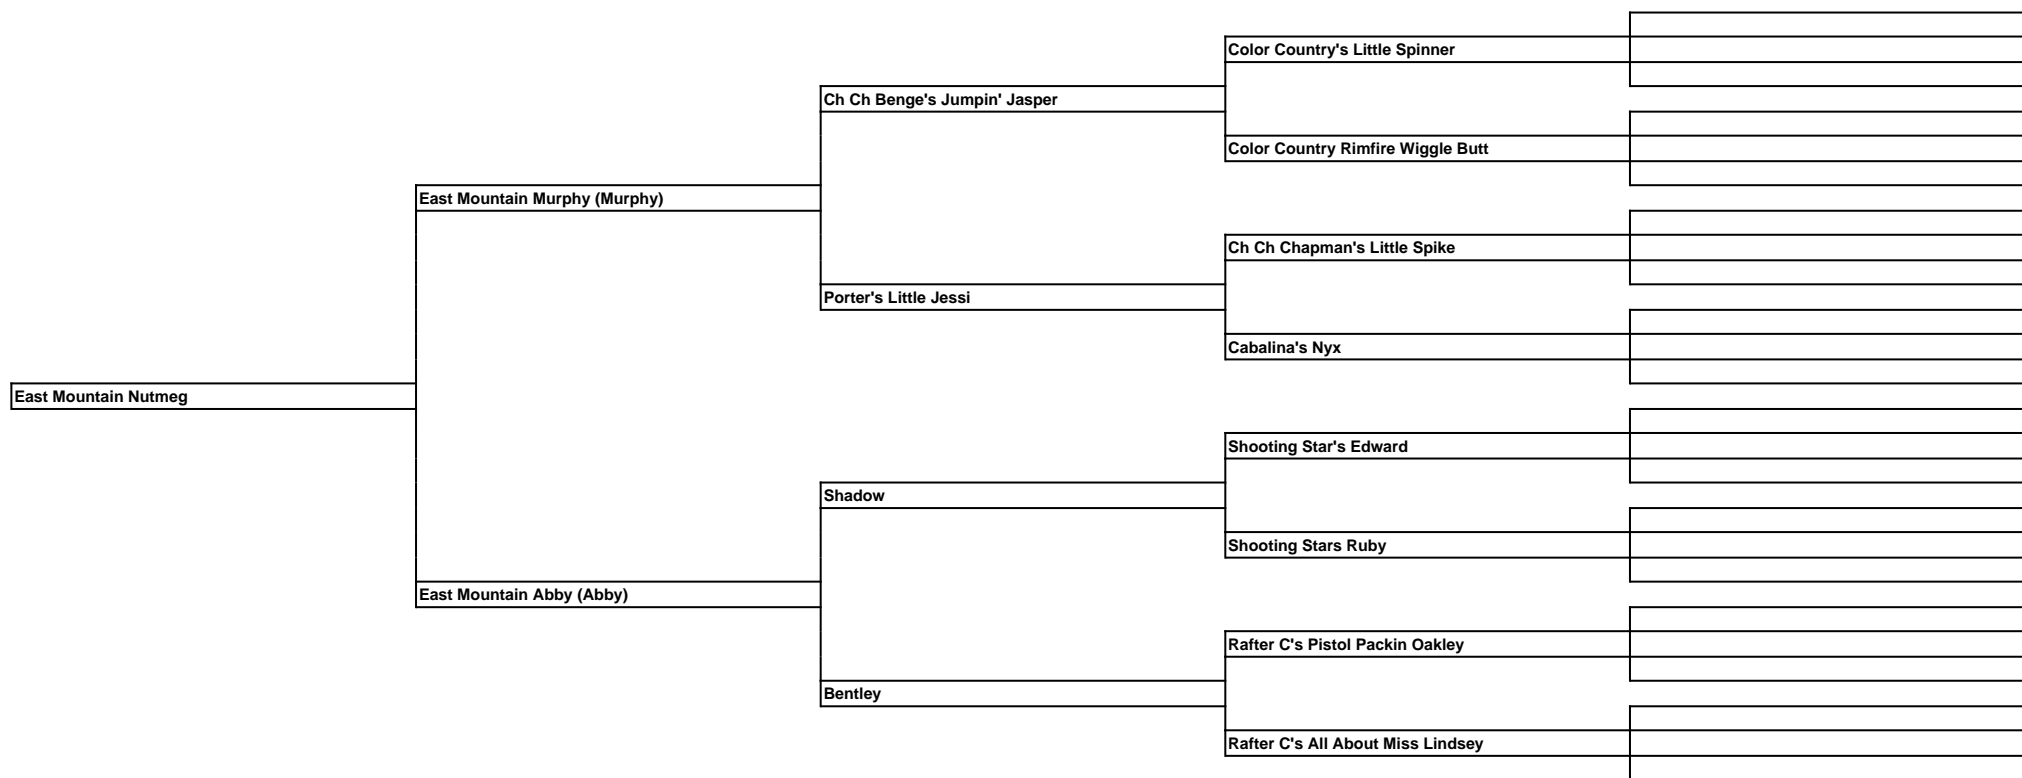 Color Country's Little Spinner
Ch Ch Benge's Jumpin' Jasper
Color Country Rimfire Wiggle Butt
East Mountain Murphy (Murphy)
Ch Ch Chapman's Little Spike
Porter's Little Jessi
Cabalina's Nyx
East Mountain Nutmeg
Shooting Star's Edward
Shadow
Shooting Stars Ruby
East Mountain Abby (Abby)
Rafter C's Pistol Packin Oakley
Bentley
Rafter C's All About Miss Lindsey